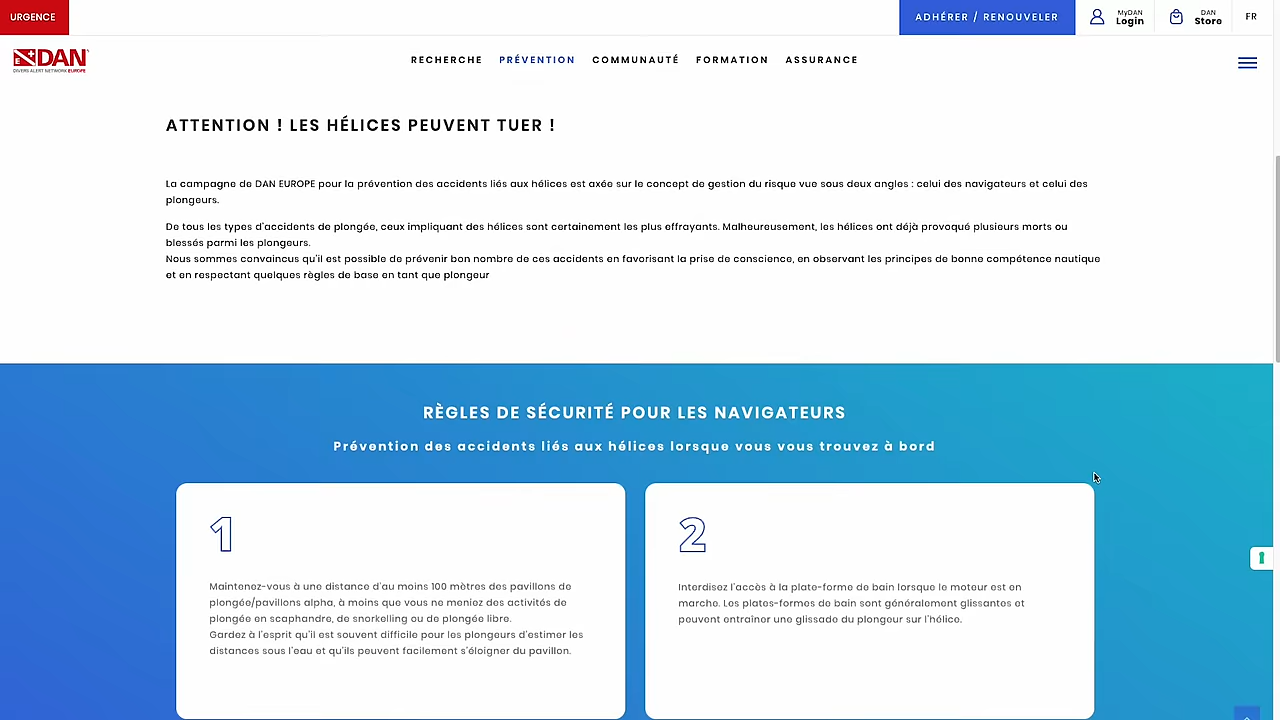 URGENCE
ADHÉRER / RENOUVELER
MyDAN
Login
DAN
Store
FR
DAN
DIVERS ALERT NETWORK EUROPE
RECHERCHE
PRÉVENTION
COMMUNAUTÉ
FORMATION
ASSURANCE
ATTENTION ! LES HÉLICES PEUVENT TUER !
La campagne de DAN EUROPE pour la prévention des accidents liés aux hélices est axée sur le concept de gestion du risque vue sous deux angles : celui des navigateurs et celui des
plongeurs.
De tous les types d'accidents de plongée, ceux impliquant des hélices sont certainement les plus effrayants. Malheureusement, les hélices ont déjà provoqué plusieurs morts ou
blessés parmi les plongeurs.
Nous sommes convaincus qu'il est possible de prévenir bon nombre de ces accidents en favorisant la prise de conscience, en observant les principes de bonne compétence nautique
et en respectant quelques règles de base en tant que plongeur
RÈGLES DE SÉCURITÉ POUR LES NAVIGATEURS
Prévention des accidents liés aux hélices lorsque vous vous trouvez à bord
1
Maintenez-vous à une distance d'au moins 100 mètres des pavillons de
plongée/pavillons alpha, à moins que vous ne meniez des activités de
plongée en scaphandre, de snorkelling ou de plongée libre.
Gardez à l'esprit qu'il est souvent difficile pour les plongeurs d'estimer les
distances sous l'eau et qu'ils peuvent facilement s'éloigner du pavillon.
2
Interdisez l'accès à la plate-forme de bain lorsque le moteur est en
marche. Les plates-formes de bain sont généralement glissantes et
peuvent entraîner une glissade du plongeur sur l'hélice.